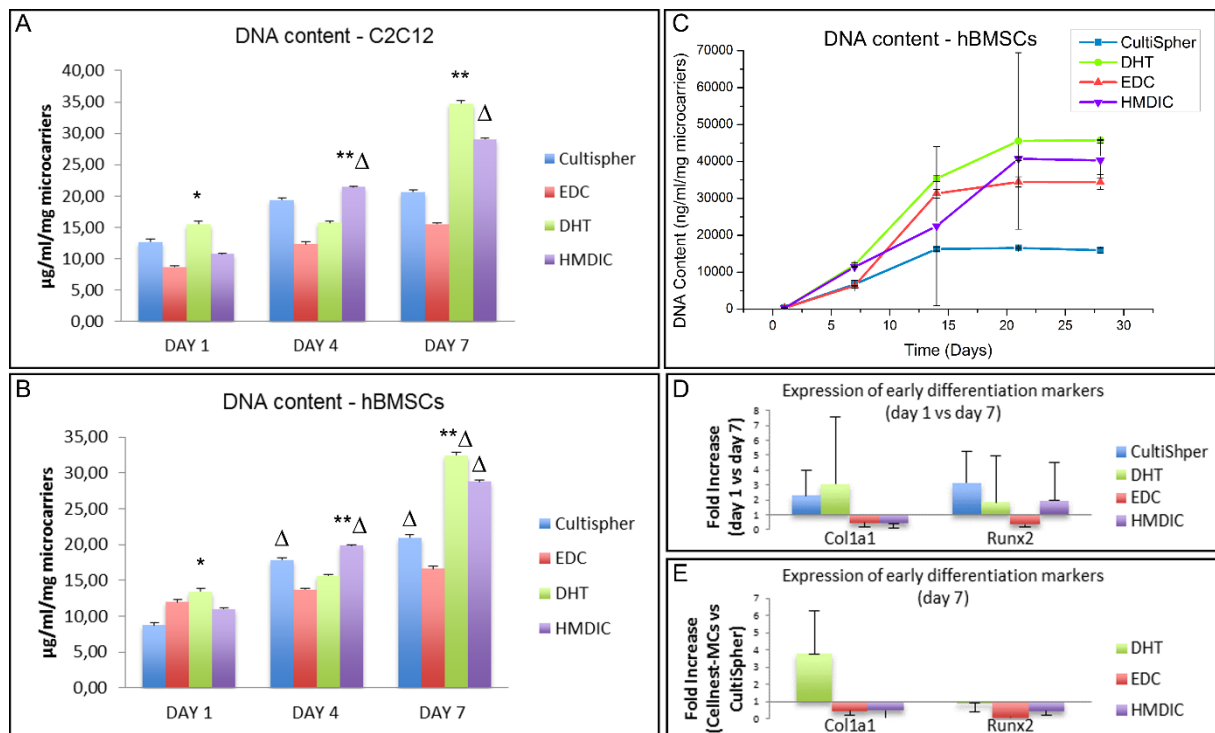 A
DNA content - C2C12
µg/ml/mg microcarriers
40,00
35,00
30,00
25,00
20,00
15,00
10,00
5,00
0,00
*
**Δ
**
Δ
DAY 1
DAY 4
DAY 7
Cultispher
EDC
DHT
HMDIC
B
DNA content - hBMSCs
µg/ml/mg microcarriers
35,00
30,00
25,00
20,00
15,00
10,00
5,00
0,00
*
Δ
**Δ
Δ
**Δ
Δ
DAY 1
DAY 4
DAY 7
Cultispher
EDC
DHT
HMDIC
C
DNA content - hBMSCs
DNA Content (ng/ml/mg microcarriers)
70000
60000
50000
40000
30000
20000
10000
0
0
5
10
15
20
25
30
Time (Days)
CultiSpher
DHT
EDC
HMDIC
D
Expression of early differentiation markers
(day 1 vs day 7)
Fold Increase
(day 1 vs day 7)
8
7
6
5
4
3
2
1
0
Col1a1
Runx2
CultiShper
DHT
EDC
HMDIC
E
Expression of early differentiation markers
(day 7)
Fold Increase
(Cellnest-MCs vs
CultiSpher)
7
6
5
4
3
2
1
0
Col1a1
Runx2
DHT
EDC
HMDIC